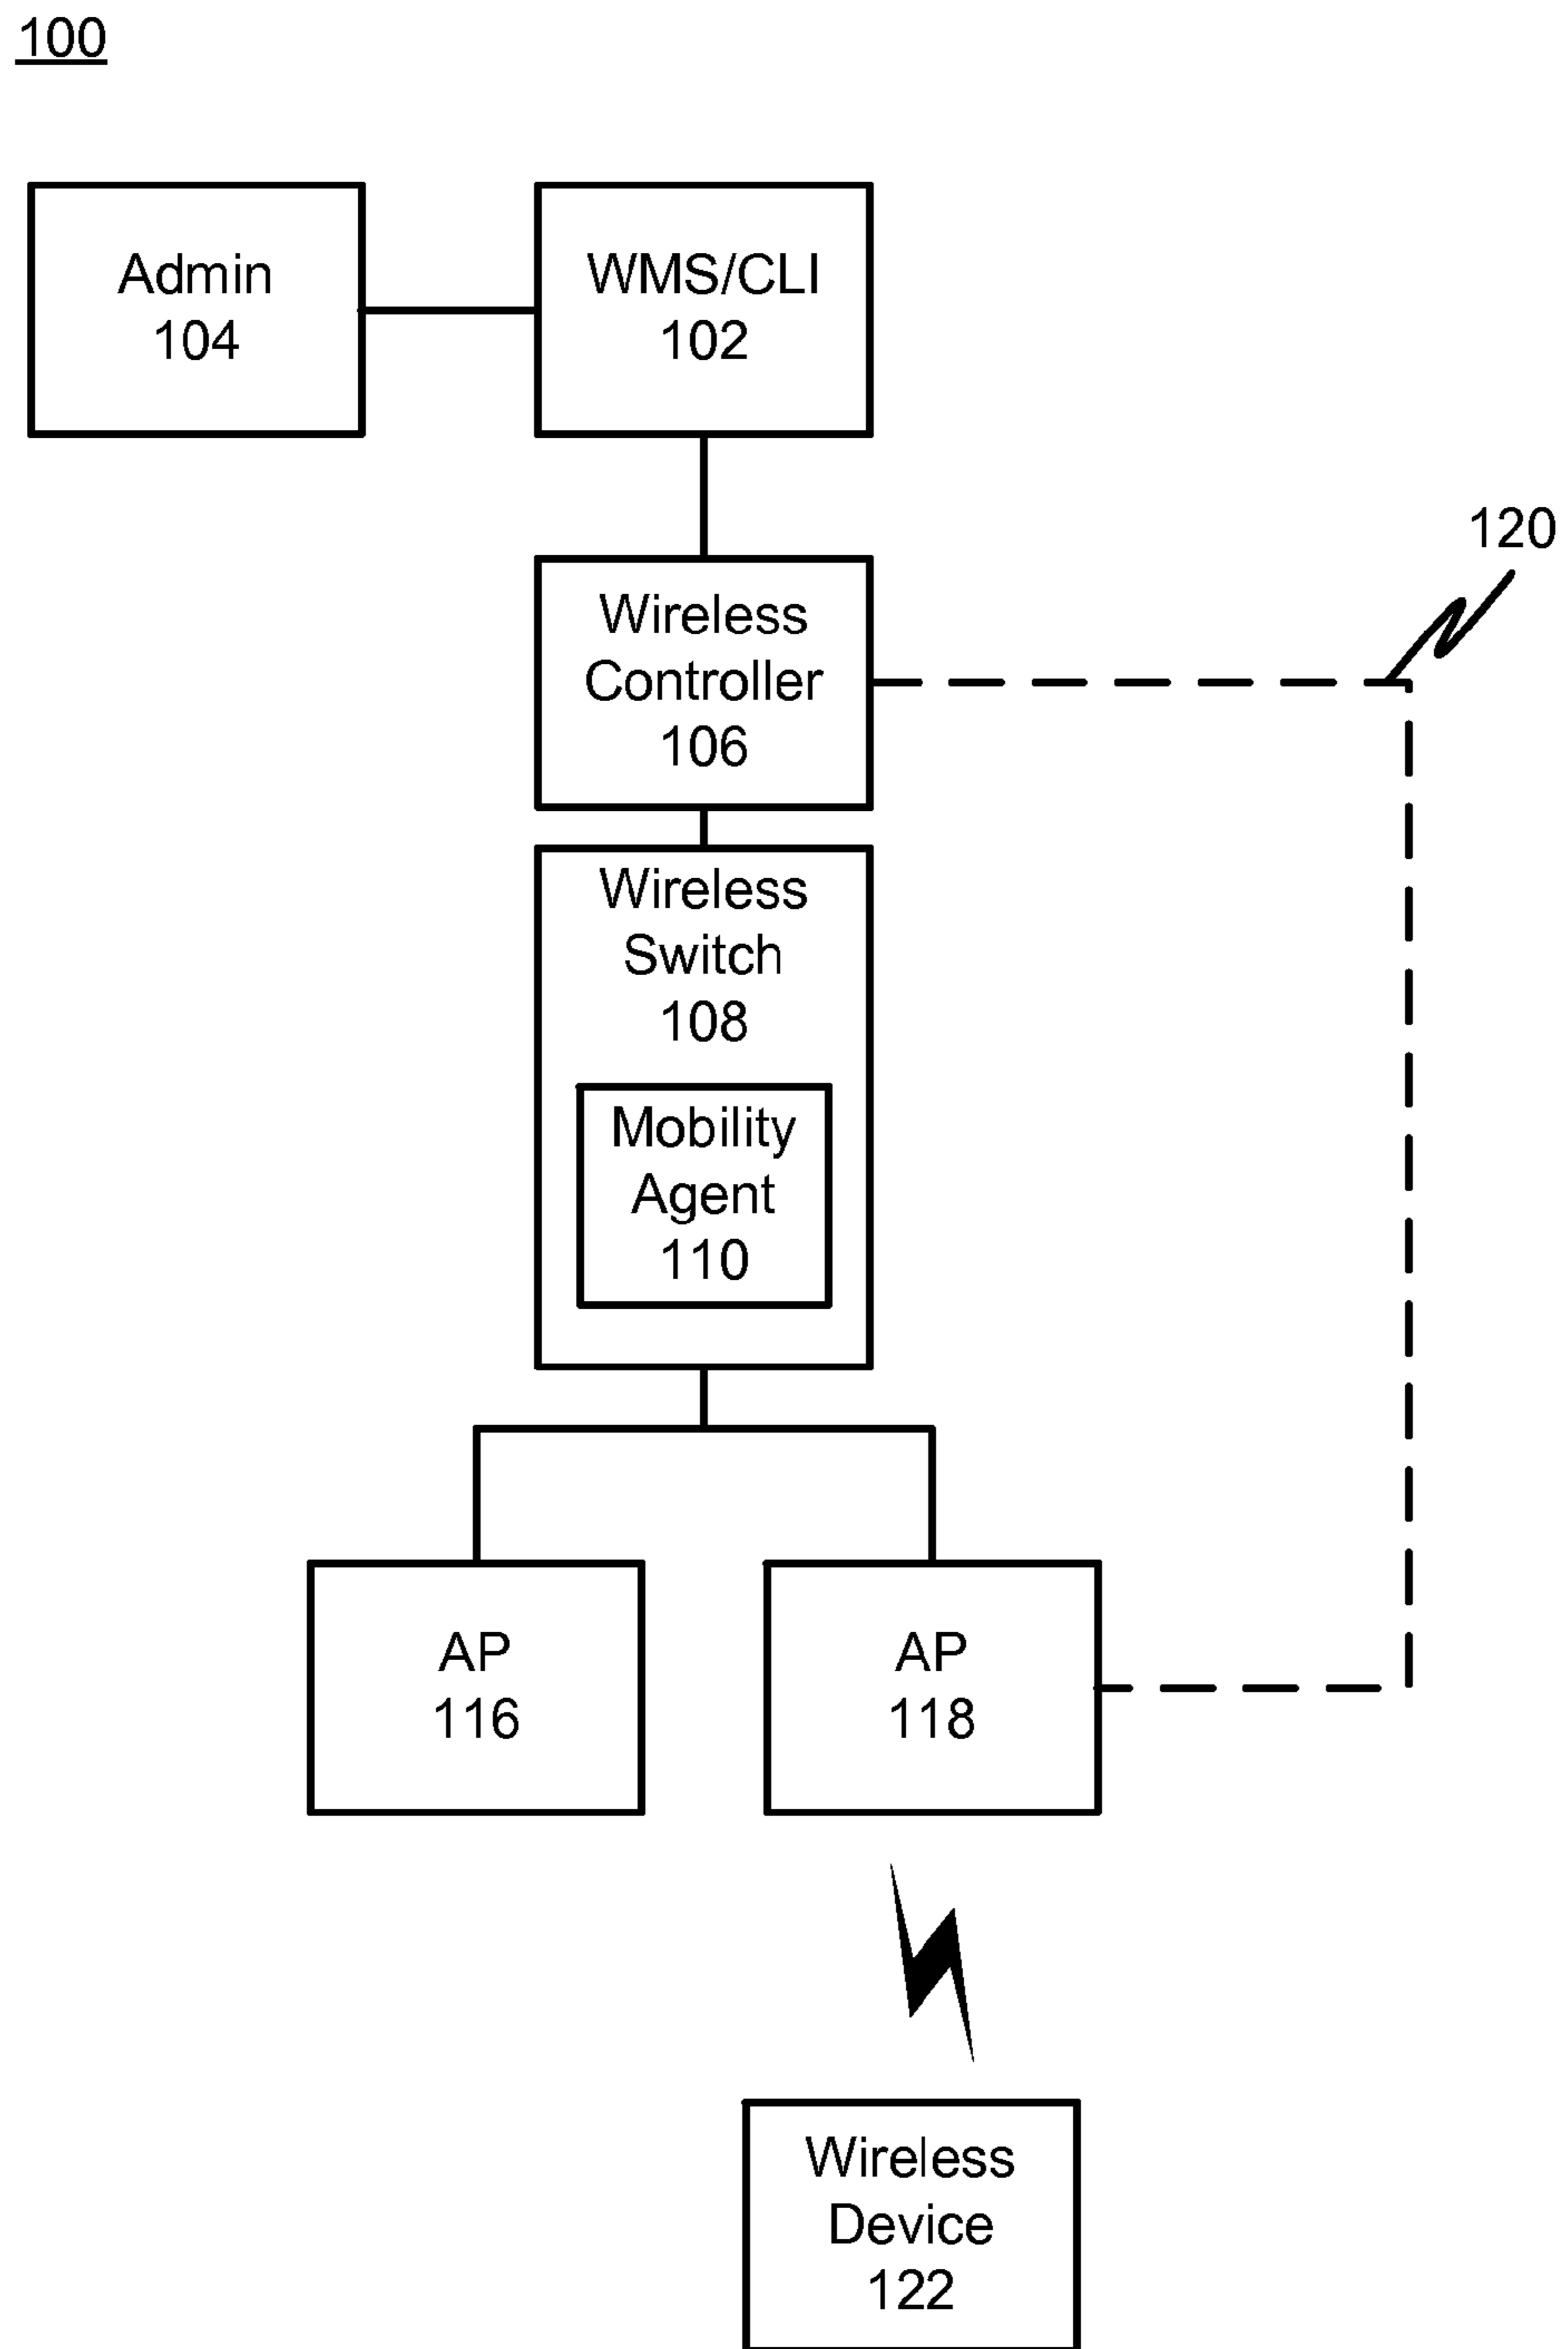 100
Admin
104
WMS/CLI
102
120
Wireless
Controller
106
Wireless
Switch
108
Mobility
Agent
110
AP
116
AP
118
Wireless
Device
122